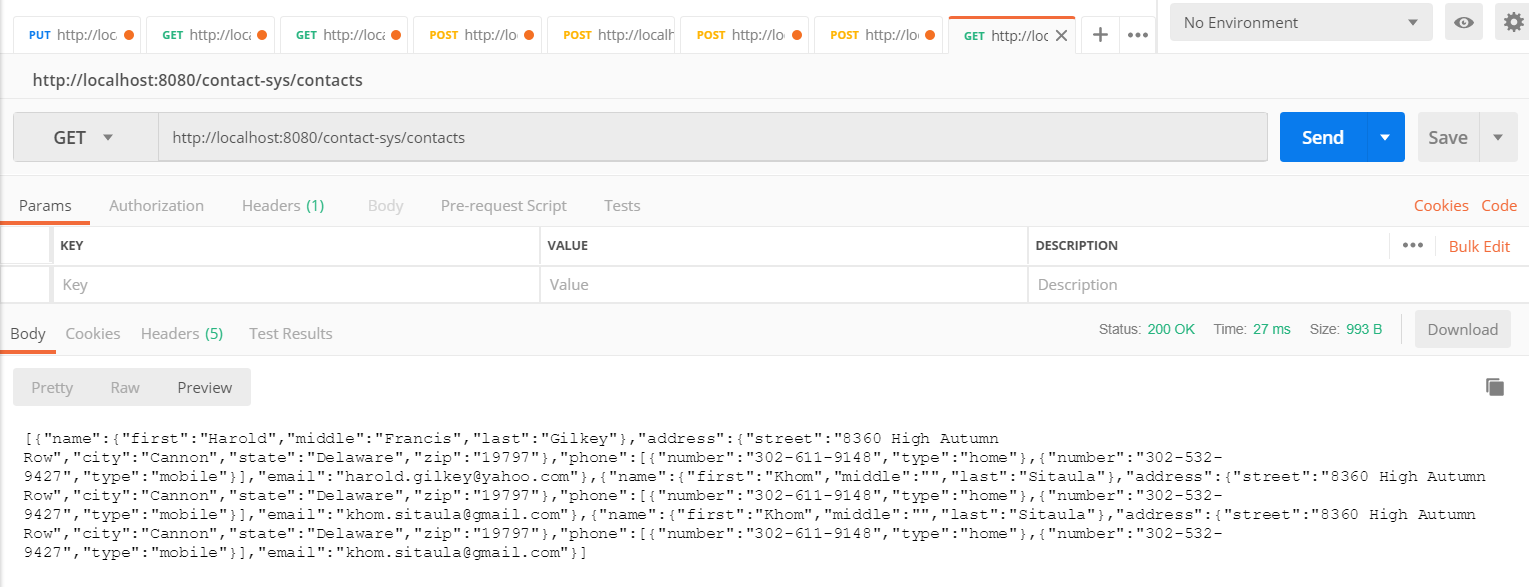 PUT http://loc GET http://loca GET http://loca POST http://lo POST http://localh POST http://lo POST http://lo GET http://loc No Environment
http://localhost:8080/contact-sys/contacts
GET http://localhost:8080/contact-sys/contacts Send Save
Params Authorization Headers (1) Body Pre-request Script Tests Cookies Code
KEY VALUE DESCRIPTION Bulk Edit
Key Value Description
Body Cookies Headers (5) Test Results Status: 200 OK Time: 27 ms Size: 993 B Download
Pretty Raw Preview
[{"name":{"first":"Harold","middle":"Francis","last":"Gilkey"},"address":{"street":"8360 High Autumn
Row","city":"Cannon","state":"Delaware","zip":"19797"},"phone":[{"number":"302-611-9148","type":"home"},{"number":"302-532-
9427","type":"mobile"}],"email":"harold.gilkey@yahoo.com"},{"name":{"first":"Khom","middle":"","last":"Sitaula"},"address":{"street":"8360 High Autumn
Row","city":"Cannon","state":"Delaware","zip":"19797"},"phone":[{"number":"302-611-9148","type":"home"},{"number":"302-532-
9427","type":"mobile"}],"email":"khom.sitaula@gmail.com"},{"name":{"first":"Khom","middle":"","last":"Sitaula"},"address":{"street":"8360 High Autumn
Row","city":"Cannon","state":"Delaware","zip":"19797"},"phone":[{"number":"302-611-9148","type":"home"},{"number":"302-532-
9427","type":"mobile"}],"email":"khom.sitaula@gmail.com"}]